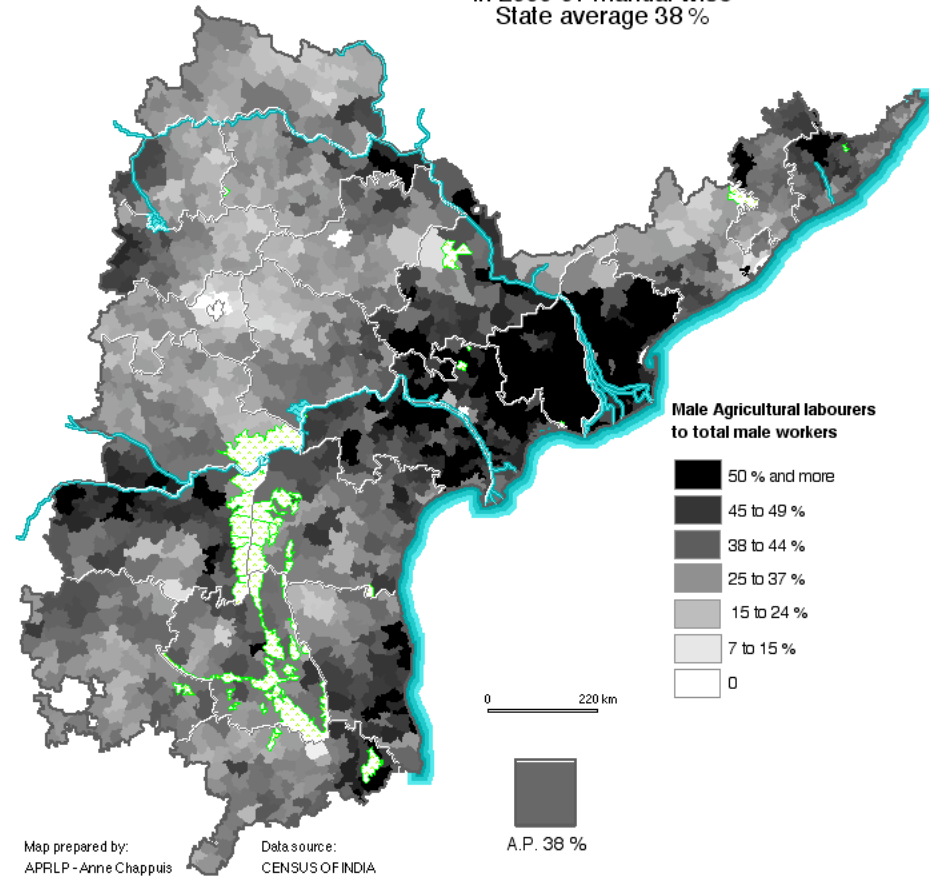 State average 38 %
Male Agricultural labourers
to total male workers
50 % and more
45 to 49 %
38 to 44 %
25 to 37 %
15 to 24 %
7 to 15 %
0
0 220 km
A.P. 38 %
Map prepared by:
APRLP - Anne Chappuis
Data source:
CENSUS OF INDIA